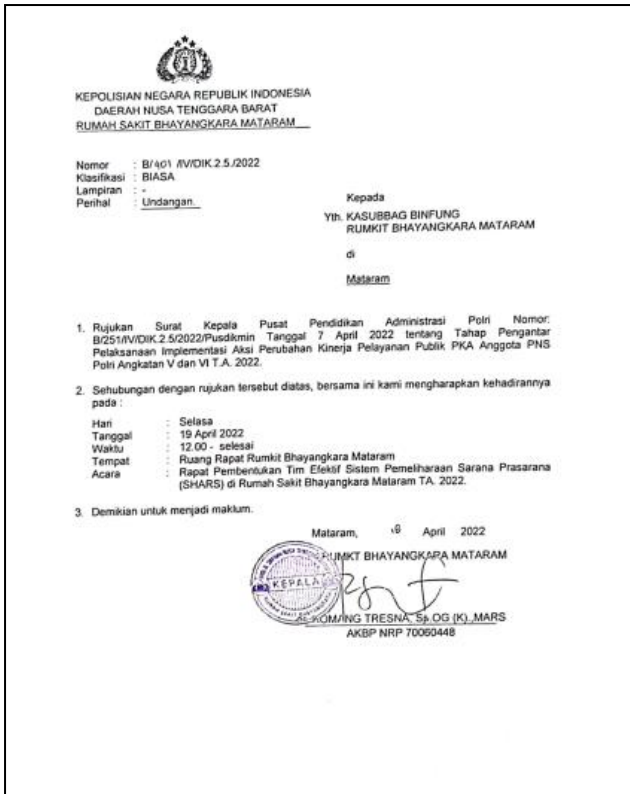 KEPOLISIAN NEGARA REPUBLIK INDONESIA
DAERAH NUSA TENGGARA BARAT
RUMAH SAKIT BHAYANGKARA MATARAM
Nomor : B/401 /IV/DIK.2.5./2022
Klasifikasi : BIASA
Lampiran : -
Perihal : Undangan.
Kepada
Yth. KASUBBAG BINFUNG
RUMKIT BHAYANGKARA MATARAM
di
Mataram
1. Rujukan Surat Kepala Pusat Pendidikan Administrasi Polri Nomor:
B/251/IV/DIK.2.5/2022/Pusdikmin Tanggal 7 April 2022 tentang Tahap Pengantar
Pelaksanaan Implementasi Aksi Perubahan Kinerja Pelayanan Publik PKA Anggota PNS
Polri Angkatan V dan VI T.A. 2022.
2. Sehubungan dengan rujukan tersebut diatas, bersama ini kami mengharapkan kehadirannya
pada :
Hari : Selasa
Tanggal : 19 April 2022
Waktu : 12.00 - selesai
Tempat : Ruang Rapat Rumkit Bhayangkara Mataram
Acara : Rapat Pembentukan Tim Efektif Sistem Pemeliharaan Sarana Prasarana
(SHARS) di Rumah Sakit Bhayangkara Mataram TA. 2022.
3. Demikian untuk menjadi maklum.
Mataram, 18 April 2022
RUMKIT BHAYANGKARA MATARAM
KEPALA
KOMANG TRESNA, Sp.OG (K).,MARS
AKBP NRP 70060448